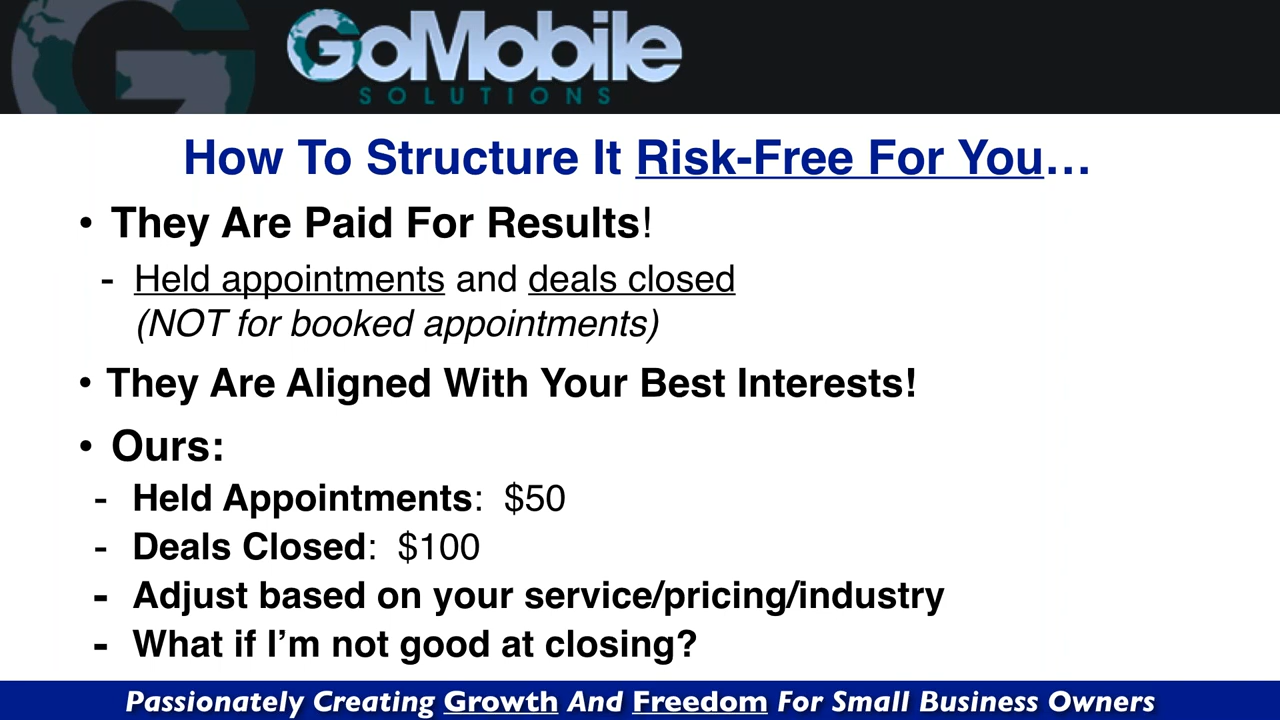 GoMobile
SOLUTIONS
How To Structure It Risk-Free For You…
• They Are Paid For Results!
- Held appointments and deals closed
(NOT for booked appointments)
• They Are Aligned With Your Best Interests!
• Ours:
- Held Appointments: $50
- Deals Closed: $100
- Adjust based on your service/pricing/industry
- What if I’m not good at closing?
Passionately Creating Growth And Freedom For Small Business Owners